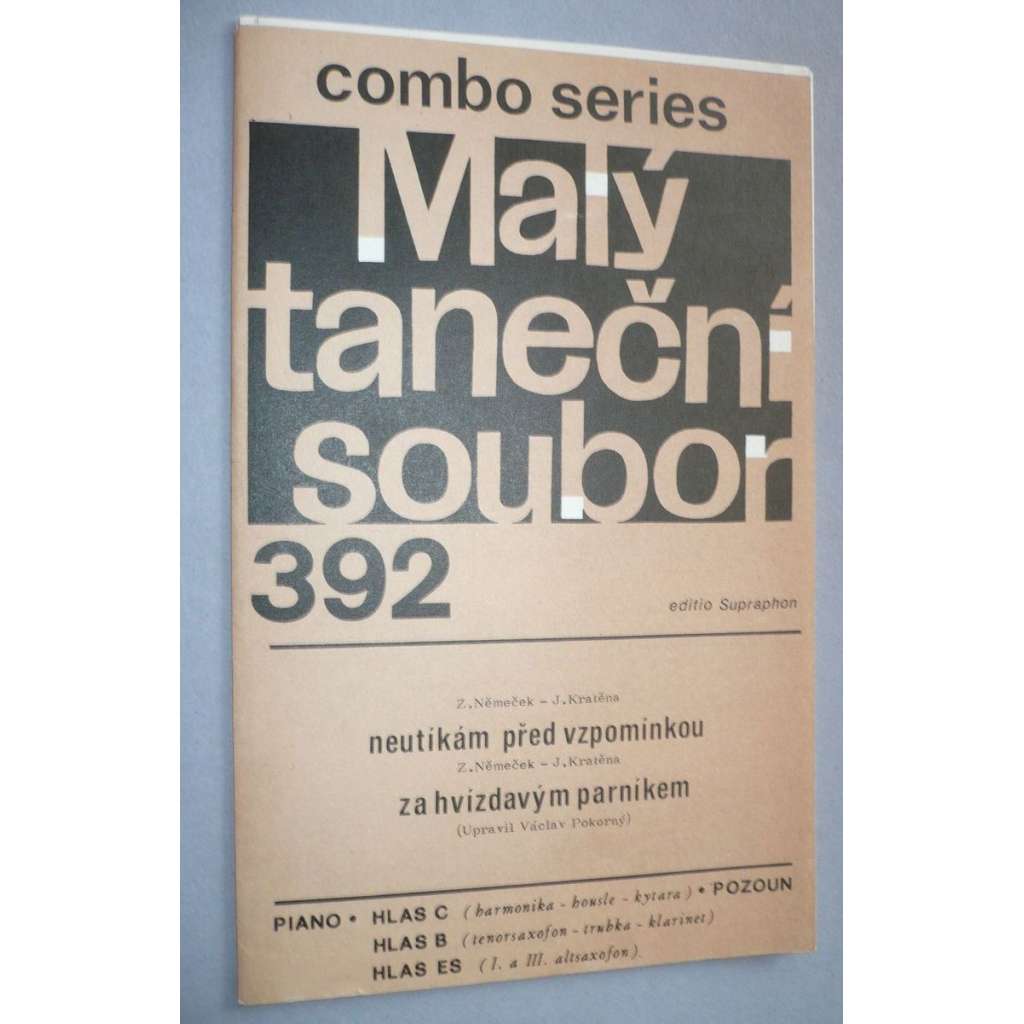 combo series
Malý
taneční
soubor
392
editio Supraphon
Z. Němeček - J. Kratěna
neutíkám před vzpomínkou
Z. Němeček - J. Kratěna
za hvízdavým parníkem
(Upravil Václav Pokorný)
PIANO • HLAS C (harmonika - housle - kytara) • POZOUN
HLAS B (tenorsaxofon - trubka - klarinet)
HLAS ES (I. a III. altsaxofon)